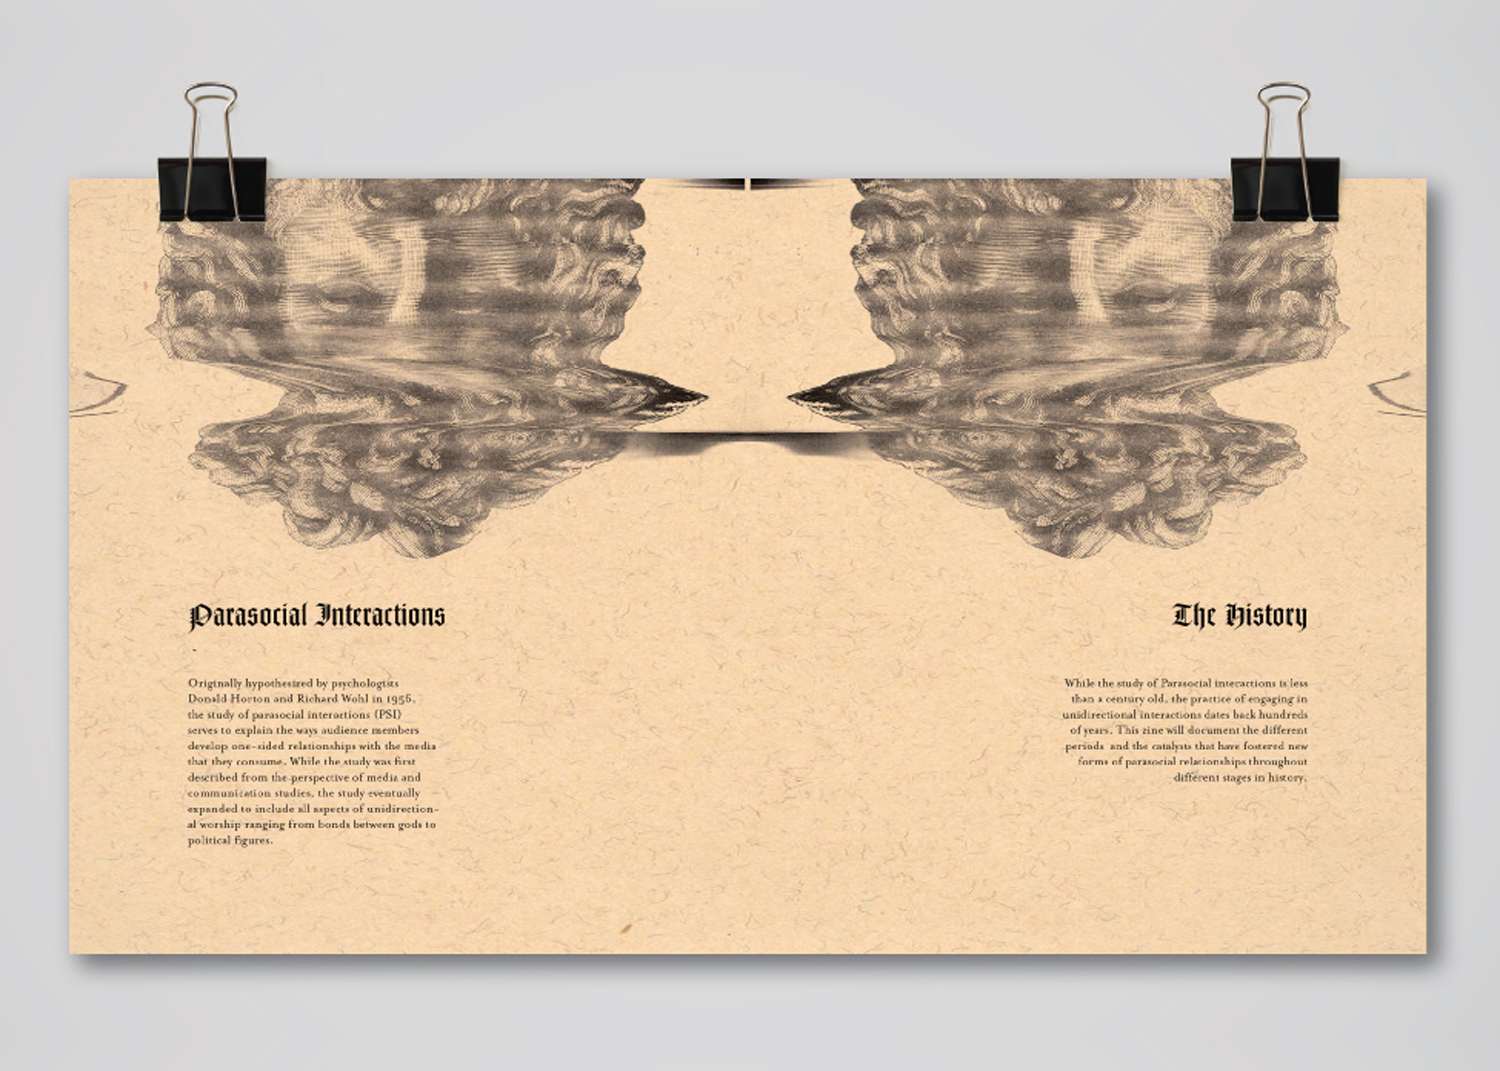 Parasocial Interactions
Originally hypothesized by psychologists
Donald Horton and Richard Wohl in 1956,
the study of parasocial interactions (PSI)
serves to explain the ways audience members
develop one-sided relationships with the media
that they consume. While the study was first
described from the perspective of media and
communication studies, the study eventually
expanded to include all aspects of unidirection-
al worship ranging from bonds between gods to
political figures.
The History
While the study of Parasocial interactions is less
than a century old, the practice of engaging in
unidirectional interactions dates back hundreds
of years. This zine will document the different
periods and the catalysts that have fostered new
forms of parasocial relationships throughout
different stages in history.